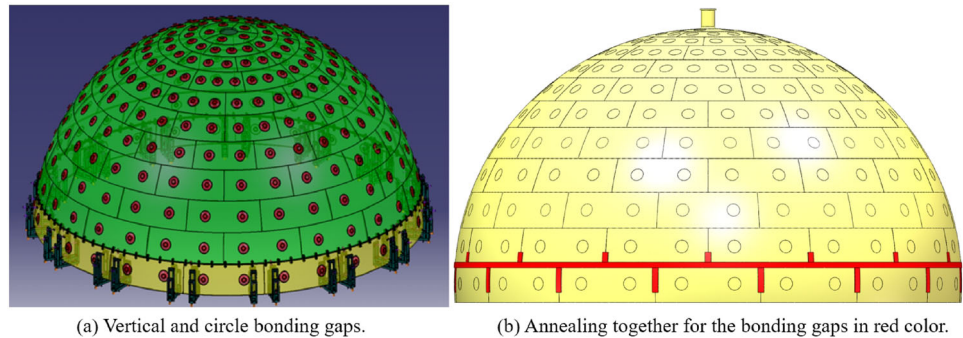 (a) Vertical and circle bonding gaps.
(b) Annealing together for the bonding gaps in red color.